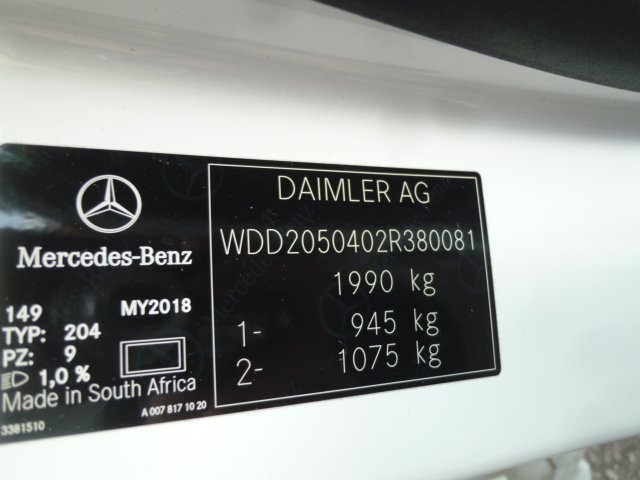 Mercedes-Benz
149 MY2018
TYP: 204
PZ: 9
1,0 %
Made in South Africa
A 007 817 10 20
3381510
DAIMLER AG
WDD2050402R380081
1990 kg
1- 945 kg
2- 1075 kg